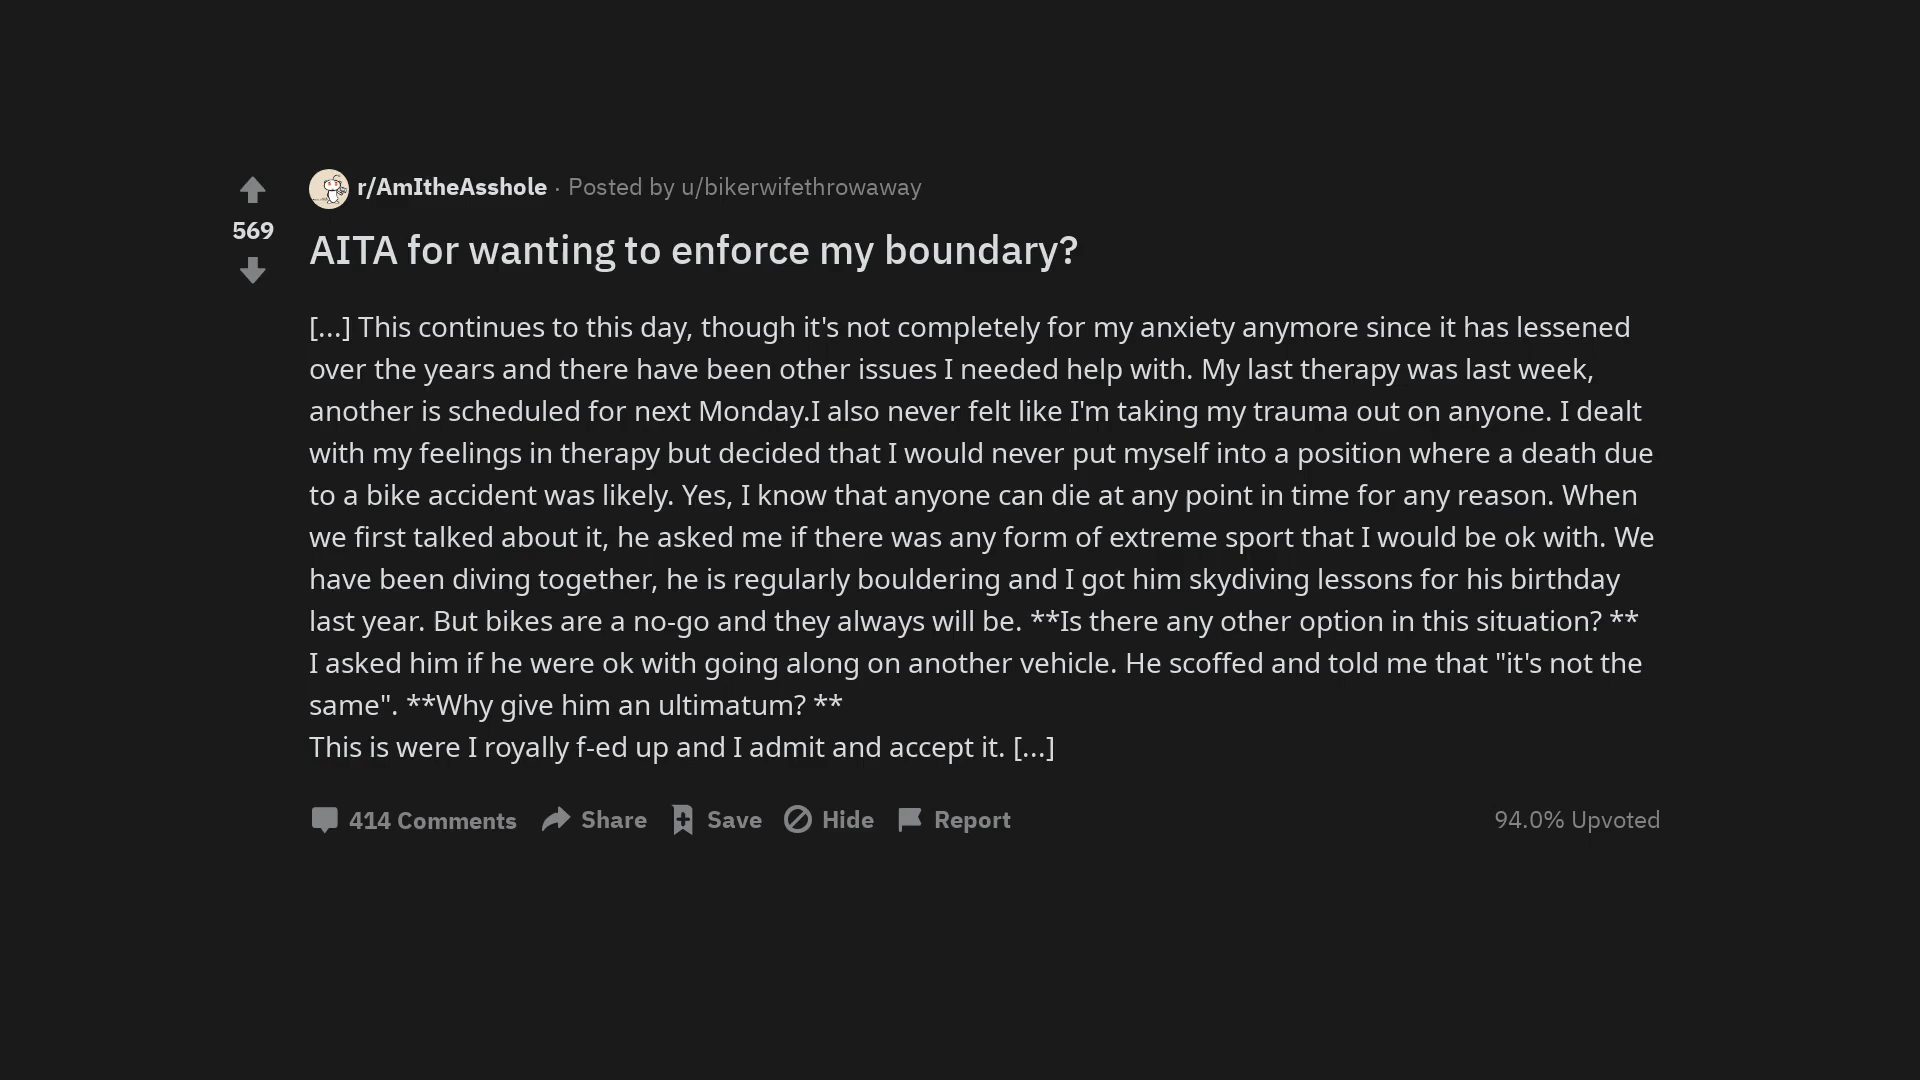 r/AmItheAsshole · Posted by u/bikerwifethrowaway
569
AITA for wanting to enforce my boundary?
[...] This continues to this day, though it's not completely for my anxiety anymore since it has lessened
over the years and there have been other issues I needed help with. My last therapy was last week,
another is scheduled for next Monday.I also never felt like I'm taking my trauma out on anyone. I dealt
with my feelings in therapy but decided that I would never put myself into a position where a death due
to a bike accident was likely. Yes, I know that anyone can die at any point in time for any reason. When
we first talked about it, he asked me if there was any form of extreme sport that I would be ok with. We
have been diving together, he is regularly bouldering and I got him skydiving lessons for his birthday
last year. But bikes are a no-go and they always will be. **Is there any other option in this situation? **
I asked him if he were ok with going along on another vehicle. He scoffed and told me that "it's not the
same". **Why give him an ultimatum? **
This is were I royally f-ed up and I admit and accept it. [...]
414 Comments Share Save Hide Report 94.0% Upvoted